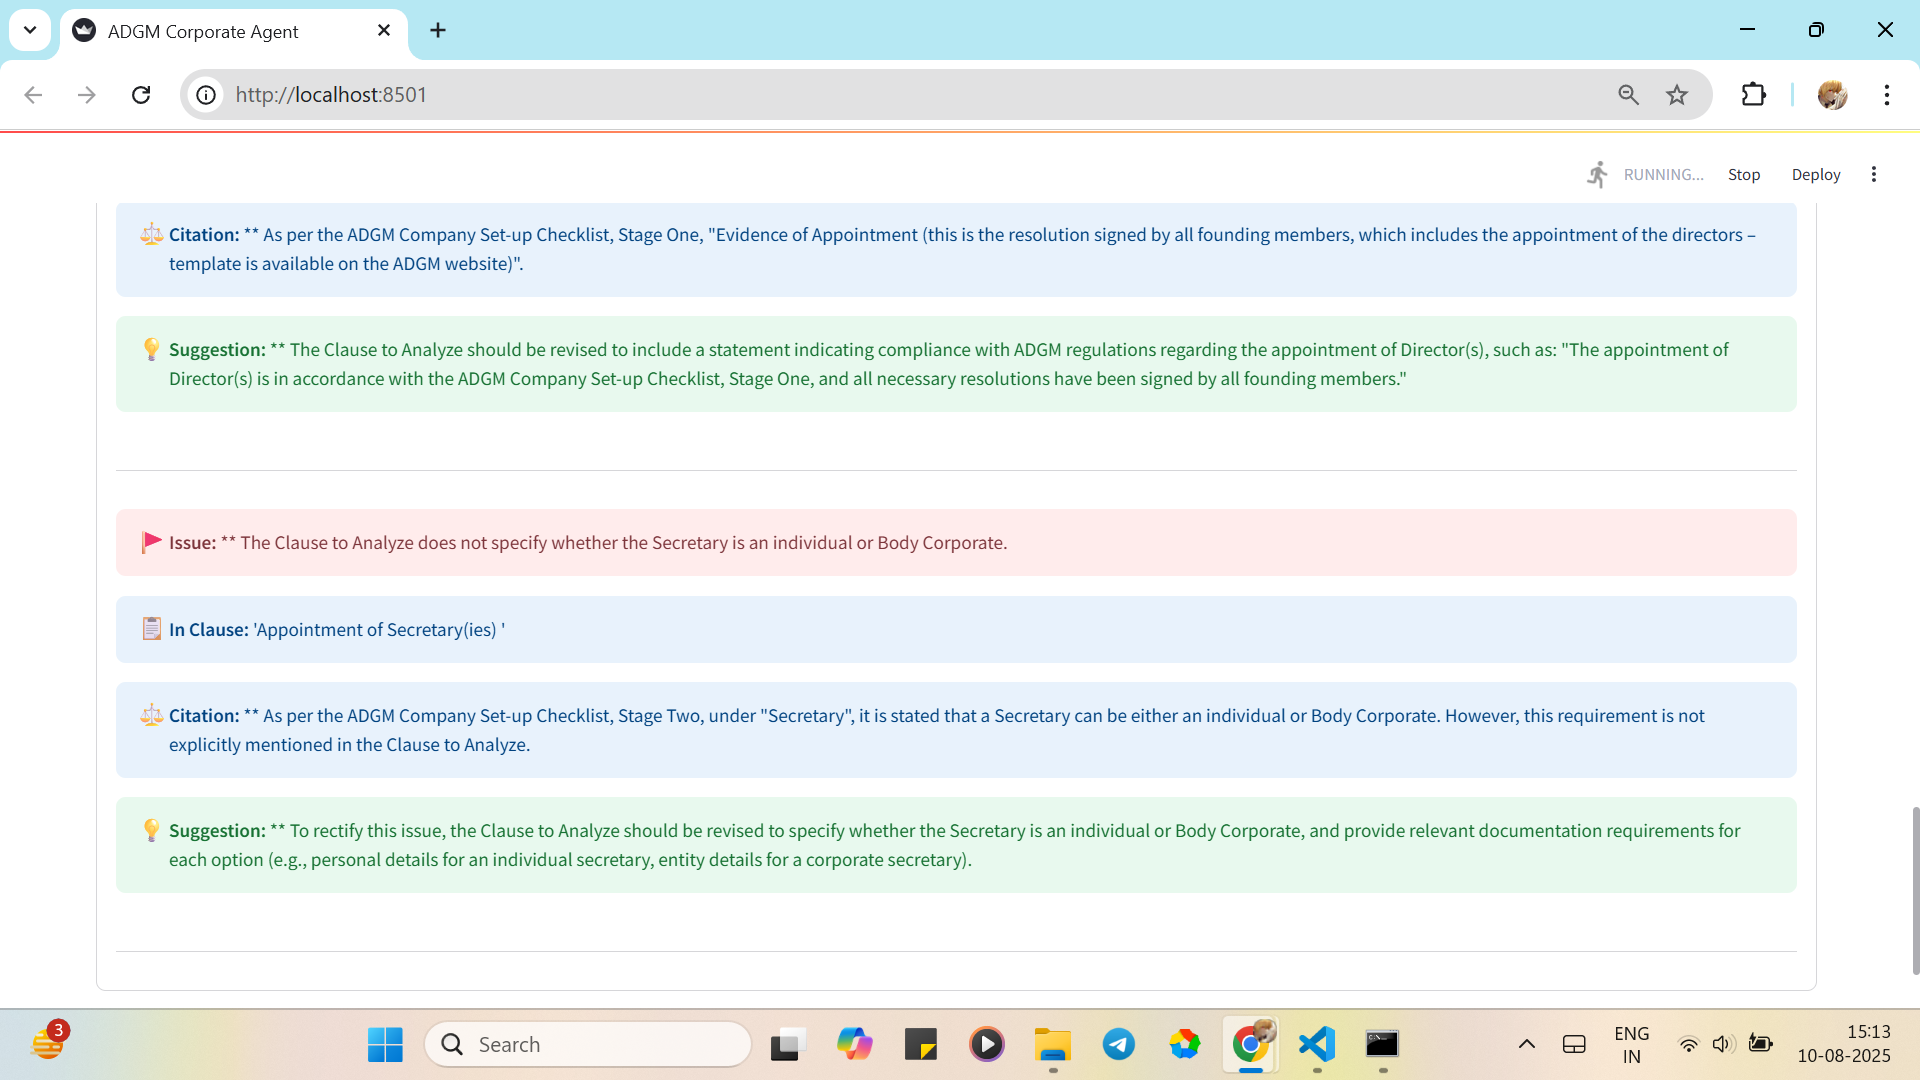 ADGM Corporate Agent
http://localhost:8501
RUNNING...
Stop
Deploy
Citation: ** As per the ADGM Company Set-up Checklist, Stage One, "Evidence of Appointment (this is the resolution signed by all founding members, which includes the appointment of the directors –
template is available on the ADGM website)".
Suggestion: ** The Clause to Analyze should be revised to include a statement indicating compliance with ADGM regulations regarding the appointment of Director(s), such as: "The appointment of
Director(s) is in accordance with the ADGM Company Set-up Checklist, Stage One, and all necessary resolutions have been signed by all founding members."
Issue: ** The Clause to Analyze does not specify whether the Secretary is an individual or Body Corporate.
In Clause: 'Appointment of Secretary(ies) '
Citation: ** As per the ADGM Company Set-up Checklist, Stage Two, under "Secretary", it is stated that a Secretary can be either an individual or Body Corporate. However, this requirement is not
explicitly mentioned in the Clause to Analyze.
Suggestion: ** To rectify this issue, the Clause to Analyze should be revised to specify whether the Secretary is an individual or Body Corporate, and provide relevant documentation requirements for
each option (e.g., personal details for an individual secretary, entity details for a corporate secretary).
3
Search
ENG
IN
15:13
10-08-2025